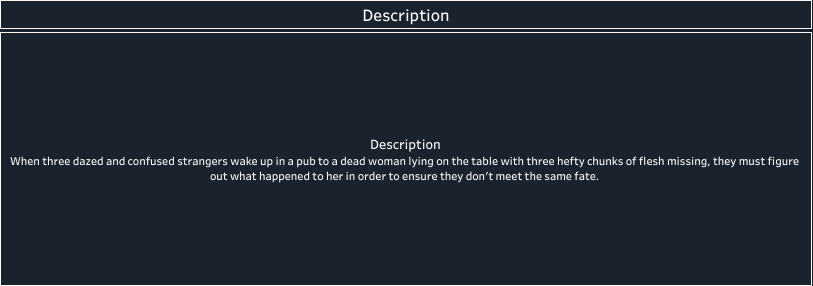 Description
Description
When three dazed and confused strangers wake up in a pub to a dead woman lying on the table with three hefty chunks of flesh missing, they must figure
out what happened to her in order to ensure they don’t meet the same fate.